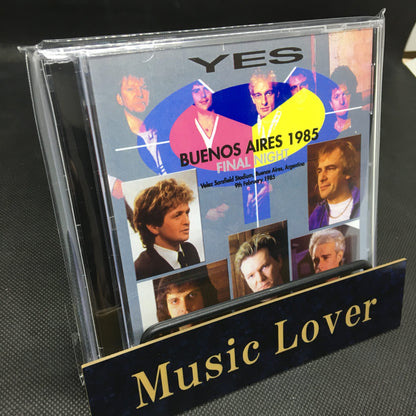 YES
BUENOS AIRES 1985
FINAL NIGHT
Velez Sarsfield Stadium, Buenos Aires, Argentina
9th February, 1985
Music Lover